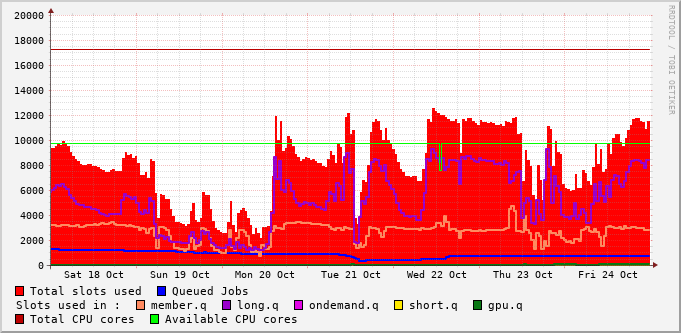 20000
18000
16000
14000
12000
10000
8000
6000
4000
2000
0
Sat 18 Oct Sun 19 Oct Mon 20 Oct Tue 21 Oct Wed 22 Oct Thu 23 Oct Fri 24 Oct
RRDTOOL / TOBI OETIKER
Total slots used Queued Jobs
Slots used in : member.q long.q ondemand.q short.q gpu.q
Total CPU cores Available CPU cores